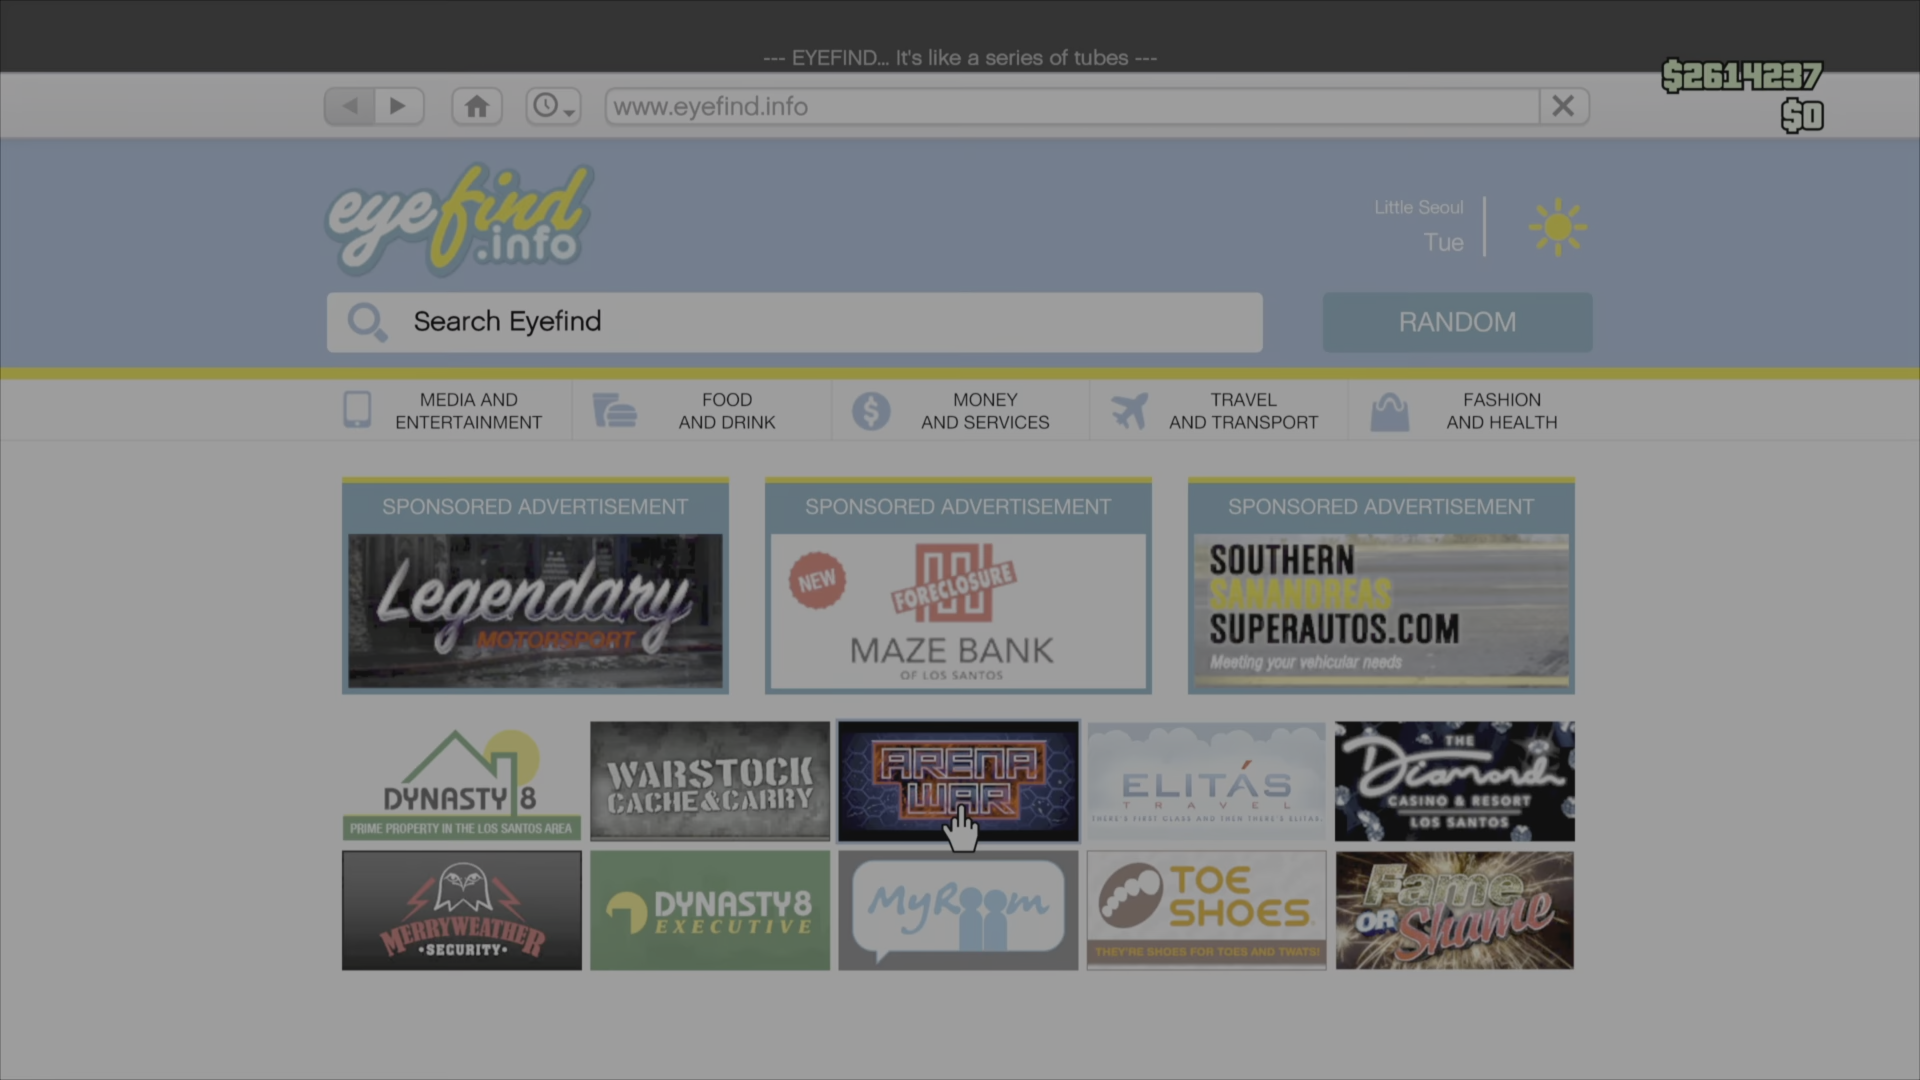 --- EYEFIND... It's like a series of tubes ---
$2614237
www.eyefind.info
$0
eyefind
.info
Little Seoul
Tue
Search Eyefind
RANDOM
MEDIA AND
ENTERTAINMENT
FOOD
AND DRINK
MONEY
AND SERVICES
TRAVEL
AND TRANSPORT
FASHION
AND HEALTH
SPONSORED ADVERTISEMENT
Legendary
MOTORSPORT
SPONSORED ADVERTISEMENT
NEW
FORECLOSURE
MAZE BANK
OF LOS SANTOS
SPONSORED ADVERTISEMENT
SOUTHERN
SANANDREAS
SUPERAUTOS.COM
Meeting your vehicular needs
DYNASTY 8
PRIME PROPERTY IN THE LOS SANTOS AREA
WARSTOCK
CACHE&CARRY
ARENA
WAR
ELITÁS
TRAVEL
THERE'S FIRST CLASS AND THEN THERE'S ELITAS.
THE
Diamond
CASINO & RESORT
LOS SANTOS
MERRYWEATHER
•SECURITY•
DYNASTY8
EXECUTIVE
MyRoom
TOE
SHOES
THEY'RE SHOES FOR TOES AND TWATS!
Fame
OR Shame